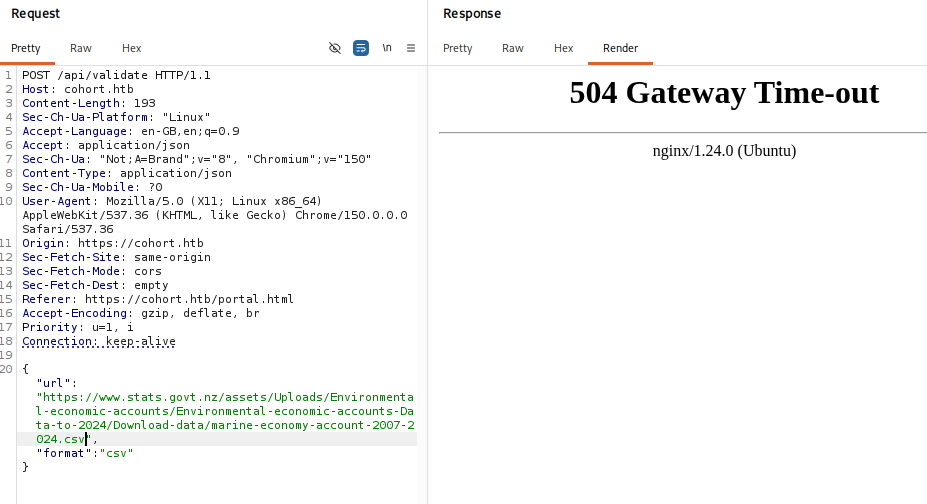 Request
Response
Pretty Raw Hex \n
Pretty Raw Hex Render
1 POST /api/validate HTTP/1.1
2 Host: cohort.htb
3 Content-Length: 193
4 Sec-Ch-Ua-Platform: "Linux"
5 Accept-Language: en-GB,en;q=0.9
6 Accept: application/json
7 Sec-Ch-Ua: "Not;A=Brand";v="8", "Chromium";v="150"
8 Content-Type: application/json
9 Sec-Ch-Ua-Mobile: ?0
10 User-Agent: Mozilla/5.0 (X11; Linux x86_64)
AppleWebKit/537.36 (KHTML, like Gecko) Chrome/150.0.0.0
Safari/537.36
11 Origin: https://cohort.htb
12 Sec-Fetch-Site: same-origin
13 Sec-Fetch-Mode: cors
14 Sec-Fetch-Dest: empty
15 Referer: https://cohort.htb/portal.html
16 Accept-Encoding: gzip, deflate, br
17 Priority: u=1, i
18 Connection: keep-alive
19
20 {
"url":
"https://www.stats.govt.nz/assets/Uploads/Environmenta
l-economic-accounts/Environmental-economic-accounts-Da
ta-to-2024/Download-data/marine-economy-account-2007-2
024.csv",
"format":"csv"
}
504 Gateway Time-out
nginx/1.24.0 (Ubuntu)